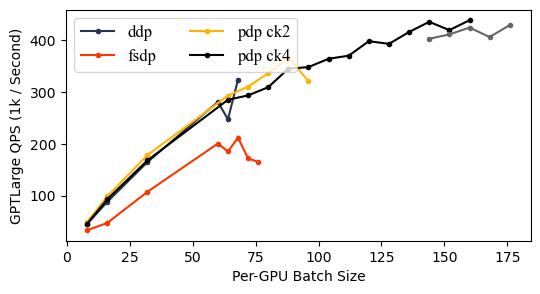 ddp
fsdp
pdp ck2
pdp ck4
GPTLarge QPS (1k / Second)
400
300
200
100
0
25
50
75
100
125
150
175
Per-GPU Batch Size